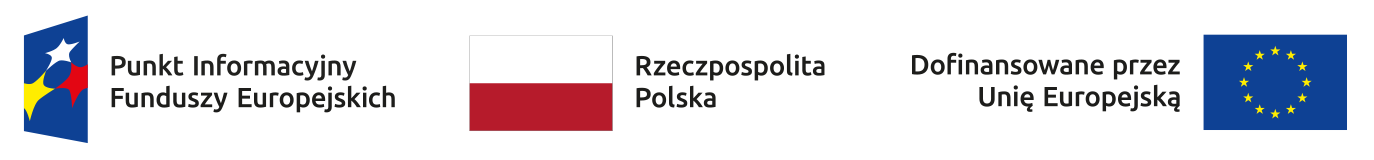 Punkt Informacyjny
Funduszy Europejskich
Rzeczpospolita
Polska
Dofinansowane przez
Unię Europejską